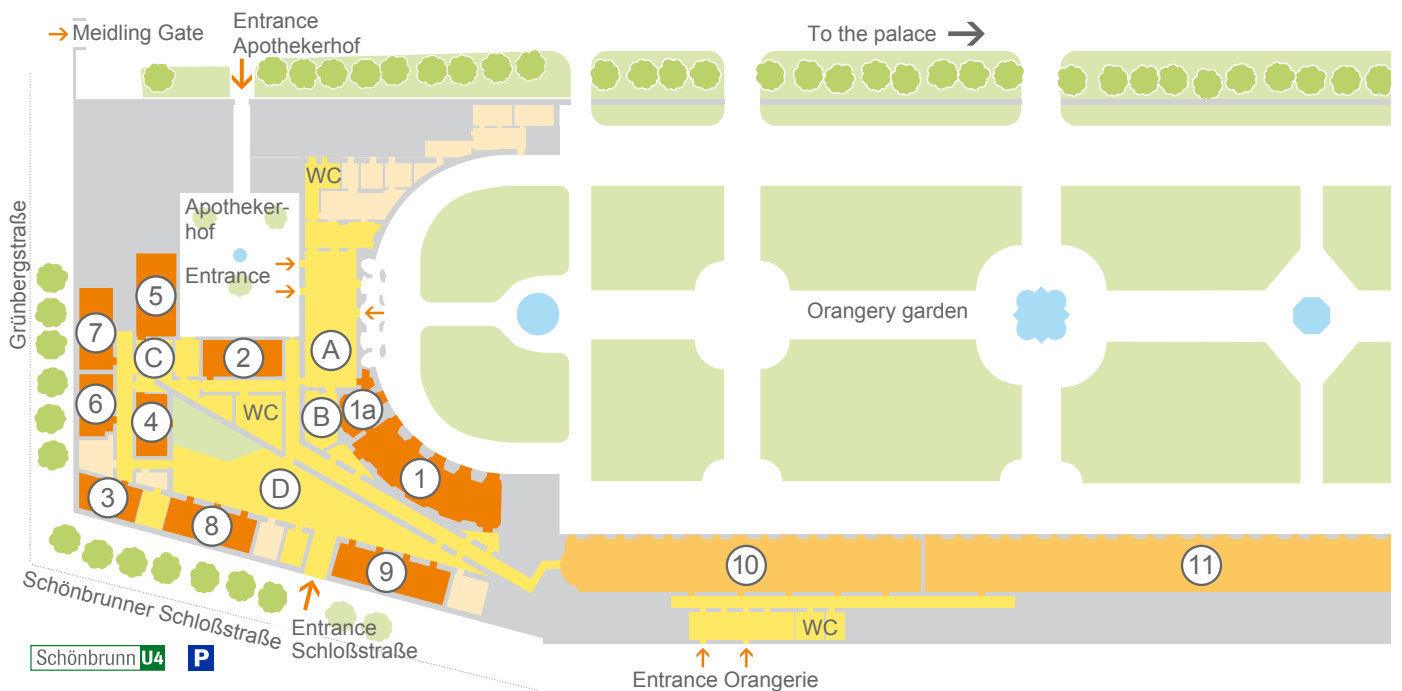 Meidling Gate
Entrance
Apothekerhof
To the palace
WC
Apotheker-
hof
Entrance
Grünbergstraße
5
7
C
2
A
Orangery garden
6
4
WC
B
1a
3
8
D
1
9
10
11
WC
Schönbrunner Schloßstraße
Entrance
Schloßstraße
Schönbrunn U4
P
Entrance Orangerie